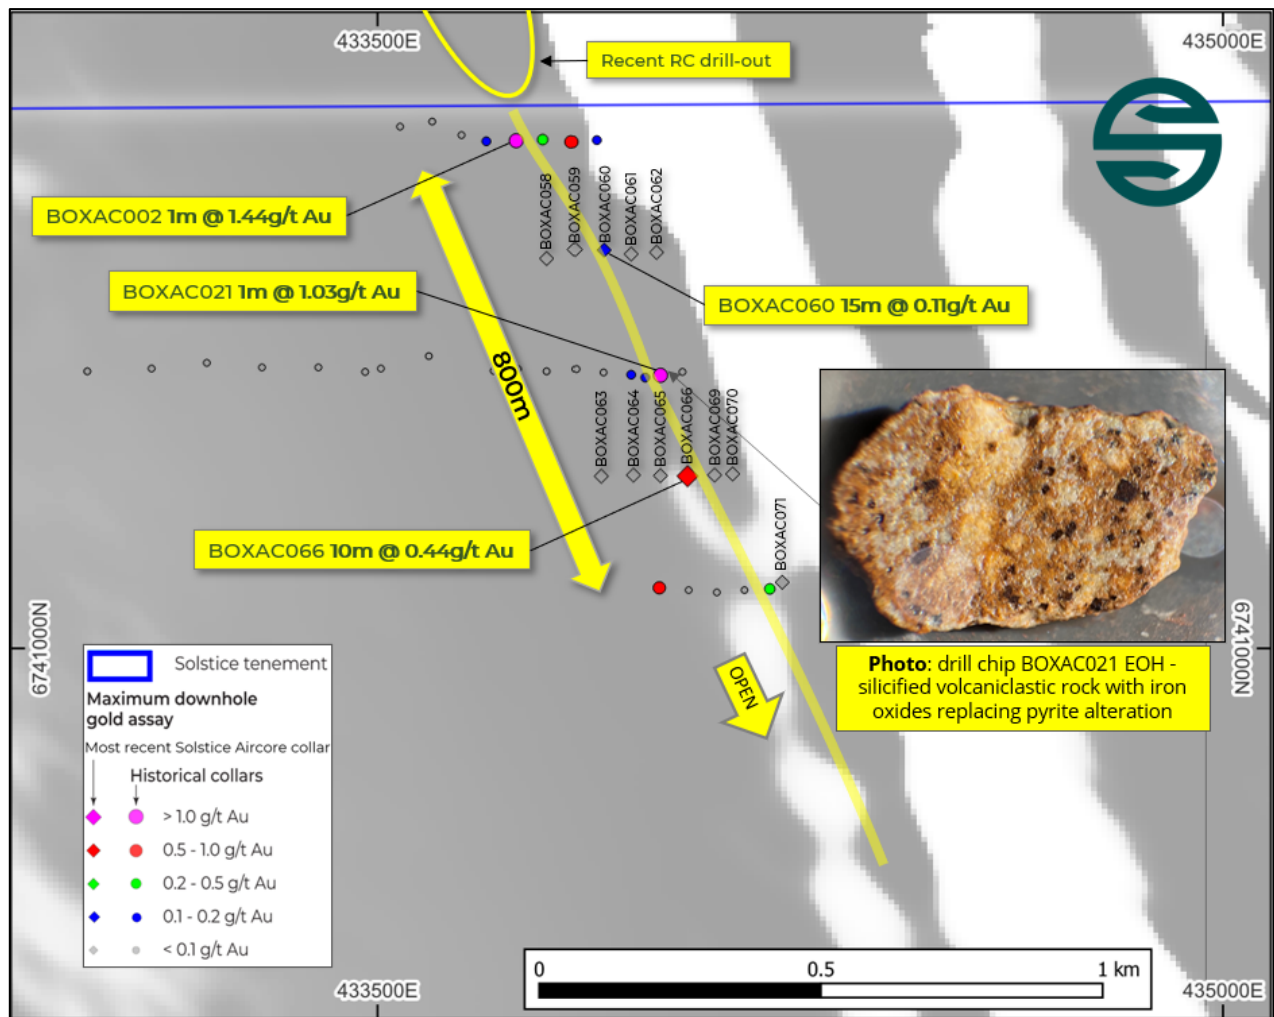 433500E
435000E
Recent RC drill-out
BOXAC058
BOXAC059
BOXAC060
BOXAC061
BOXAC062
BOXAC002 1m @ 1.44g/t Au
BOXAC021 1m @ 1.03g/t Au
BOXAC060 15m @ 0.11g/t Au
800m
BOXAC063
BOXAC064
BOXAC065
BOXAC066
BOXAC069
BOXAC070
BOXAC066 10m @ 0.44g/t Au
BOXAC071
6741000N
6741000N
OPEN
Photo: drill chip BOXAC021 EOH -
silicified volcaniclastic rock with iron
oxides replacing pyrite alteration
Solstice tenement
Maximum downhole
gold assay
Most recent Solstice Aircore collar
Historical collars
> 1.0 g/t Au
0.5 - 1.0 g/t Au
0.2 - 0.5 g/t Au
0.1 - 0.2 g/t Au
< 0.1 g/t Au
0
0.5
1 km
433500E
435000E